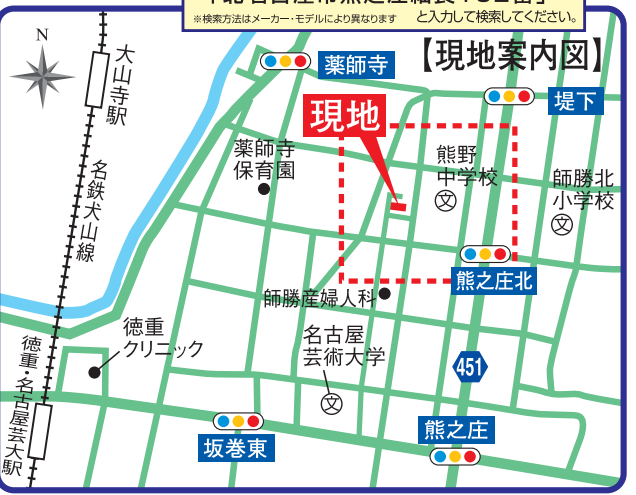 ※検索方法はメーカー・モデルにより異なります
と入力して検索してください。
【現地案内図】
N
大山寺駅
薬師寺
堤下
現地
薬師寺
保育園
熊野
中学校
文
師勝北
小学校
文
名鉄犬山線
熊之庄北
師勝産婦人科
徳重
クリニック
名古屋
芸術大学
文
451
徳重・名古屋芸大駅
坂巻東
熊之庄